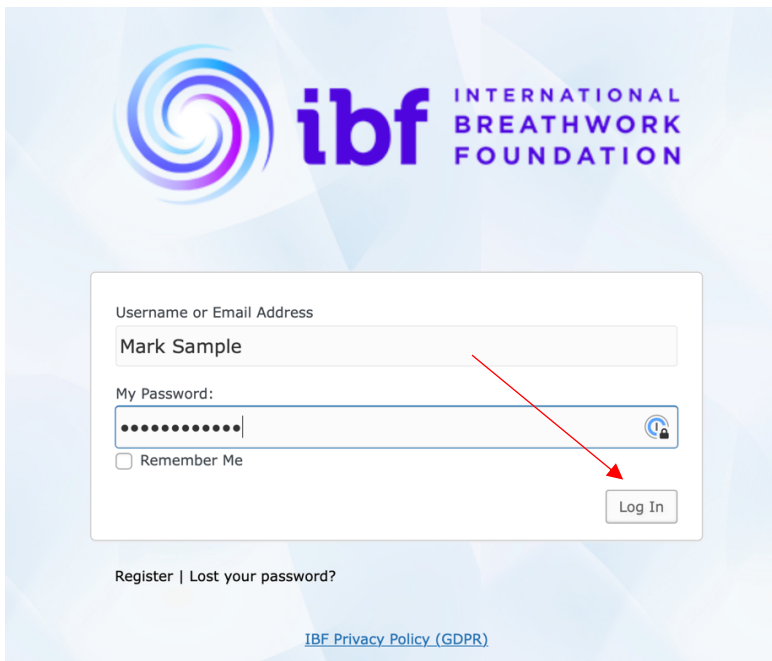 ibf
INTERNATIONAL
BREATHWORK
FOUNDATION
Username or Email Address
Mark Sample
My Password:
••••••••••••
Remember Me
Log In
Register | Lost your password?
IBF Privacy Policy (GDPR)